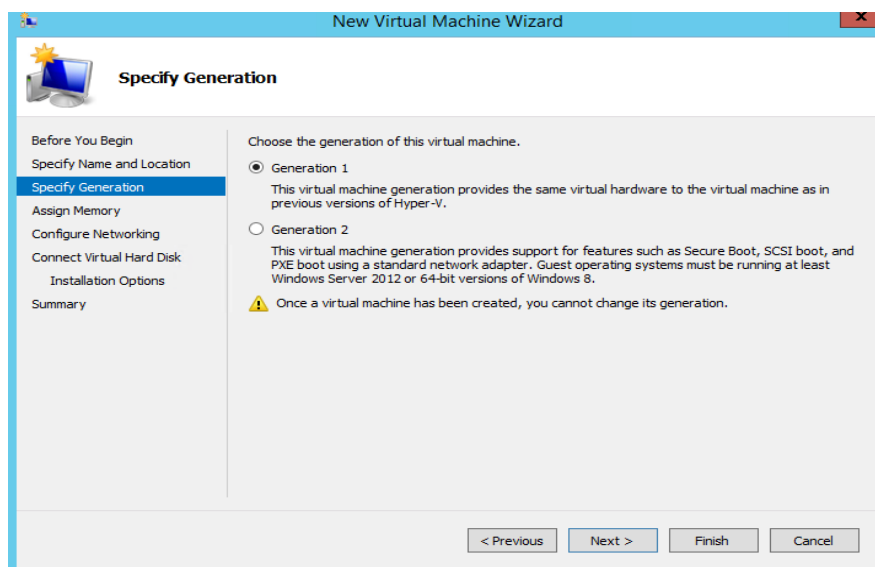 New Virtual Machine Wizard
x
Specify Generation
Before You Begin
Specify Name and Location
Specify Generation
Assign Memory
Configure Networking
Connect Virtual Hard Disk
Installation Options
Summary
Choose the generation of this virtual machine.
Generation 1
This virtual machine generation provides the same virtual hardware to the virtual machine as in
previous versions of Hyper-V.
Generation 2
This virtual machine generation provides support for features such as Secure Boot, SCSI boot, and
PXE boot using a standard network adapter. Guest operating systems must be running at least
Windows Server 2012 or 64-bit versions of Windows 8.
Once a virtual machine has been created, you cannot change its generation.
< Previous
Next >
Finish
Cancel